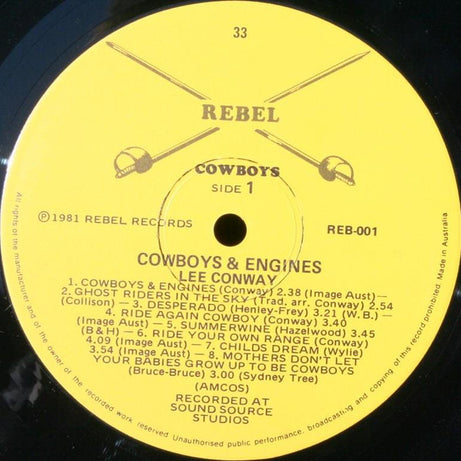 33
REBEL
COWBOYS
SIDE 1
℗ 1981 REBEL RECORDS
REB-001
COWBOYS & ENGINES
LEE CONWAY
1. COWBOYS & ENGINES (Conway) 2.38 (Image Aust)—
2. GHOST RIDERS IN THE SKY (Trad. arr. Conway) 2.54
(Collison) — 3. DESPERADO (Henley-Frey) 3.21 (W.B.) —
4. RIDE AGAIN COWBOY (Conway) 3.40
(Image Aust) — 5. SUMMERWINE (Hazelwood) 3.45
(B & H) — 6. RIDE YOUR OWN RANGE (Conway)
4.09 (Image Aust) — 7. CHILDS DREAM (Wylie)
3.54 (Image Aust) — 8. MOTHERS DON'T LET
YOUR BABIES GROW UP TO BE COWBOYS
(Bruce-Bruce) 3.00 (Sydney Tree)
(AMCOS)
RECORDED AT
SOUND SOURCE
STUDIOS
All rights of the manufacturer and of the owner of the recorded work reserved. Unauthorised public performance, broadcasting and copying of this record prohibited. Made in Australia